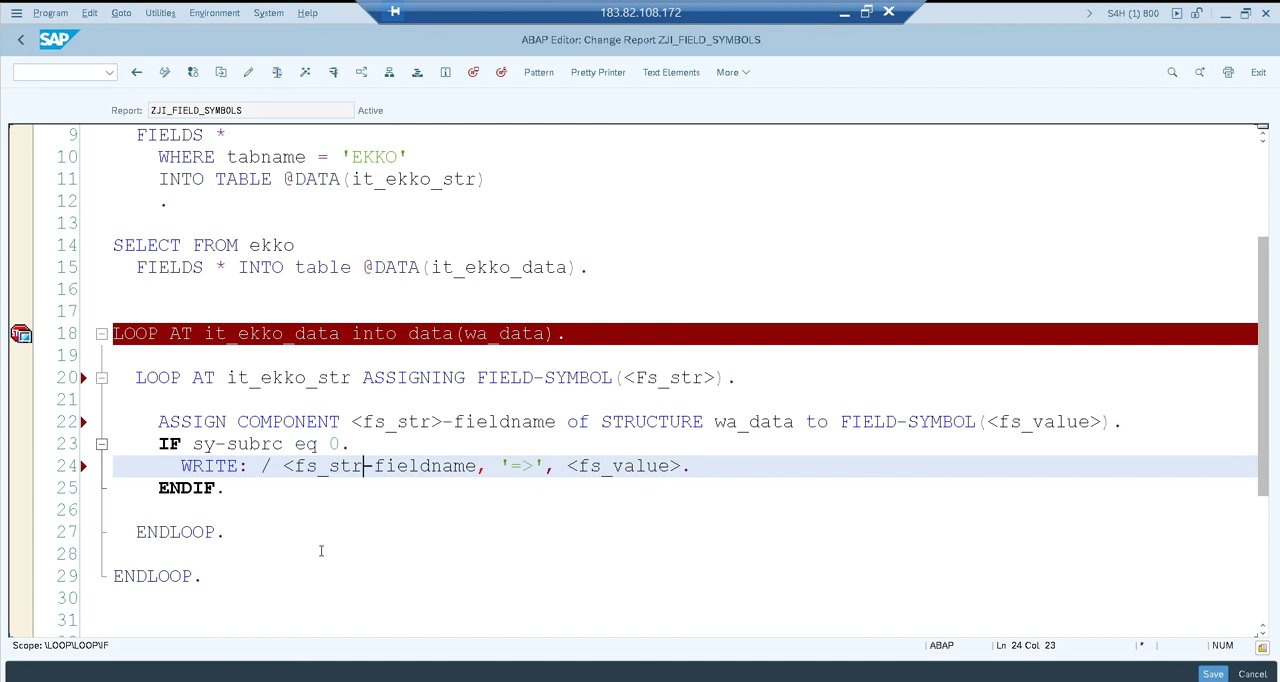 Program Edit Goto Utilities Environment System Help
183.82.108.172
S4H (1) 800
SAP
ABAP Editor: Change Report ZJI_FIELD_SYMBOLS
Pattern Pretty Printer Text Elements More Exit
Report: ZJI_FIELD_SYMBOLS Active
9 FIELDS *
10 WHERE tabname = 'EKKO'
11 INTO TABLE @DATA(it_ekko_str)
12 .
13
14 SELECT FROM ekko
15 FIELDS * INTO table @DATA(it_ekko_data).
16
17
18 LOOP AT it_ekko_data into data(wa_data).
19
20 LOOP AT it_ekko_str ASSIGNING FIELD-SYMBOL(<Fs_str>).
21
22 ASSIGN COMPONENT <fs_str>-fieldname of STRUCTURE wa_data to FIELD-SYMBOL(<fs_value>).
23 IF sy-subrc eq 0.
24 WRITE: / <fs_str-fieldname, '=>', <fs_value>.
25 ENDIF.
26
27 ENDLOOP.
28
29 ENDLOOP.
30
31
Scope: \LOOP\LOOP\IF ABAP Ln 24 Col 23 * NUM
Save Cancel